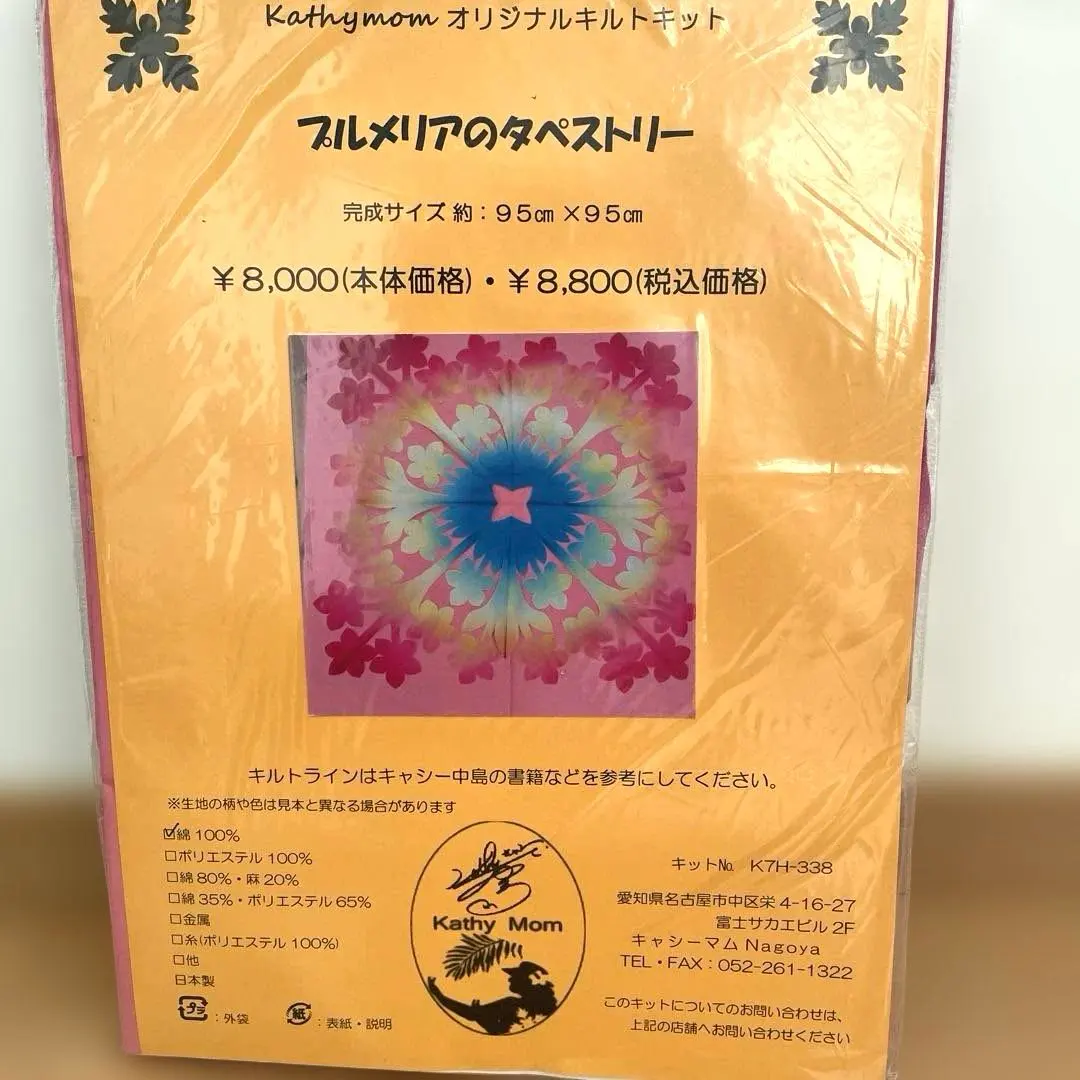 Kathymom オリジナルキルトキット
プルメリアのタペストリー
完成サイズ 約：95㎝×95㎝
￥8,000(本体価格)・￥8,800(税込価格)
キルトラインはキャシー中島の書籍などを参考にしてください。
※生地の柄や色は見本と異なる場合があります
☑綿 100%
□ポリエステル 100%
□綿 80%・麻 20%
□綿 35%・ポリエステル 65%
□金属
□糸(ポリエステル 100%)
□他
日本製
プラ：外袋
紙：表紙・説明
Kathy Mom
キット№ K7H-338
愛知県名古屋市中区栄 4-16-27
富士サカエビル 2F
キャシーマム Nagoya
TEL・FAX：052-261-1322
このキットについてのお問い合わせは、
上記の店舗へお問い合わせください